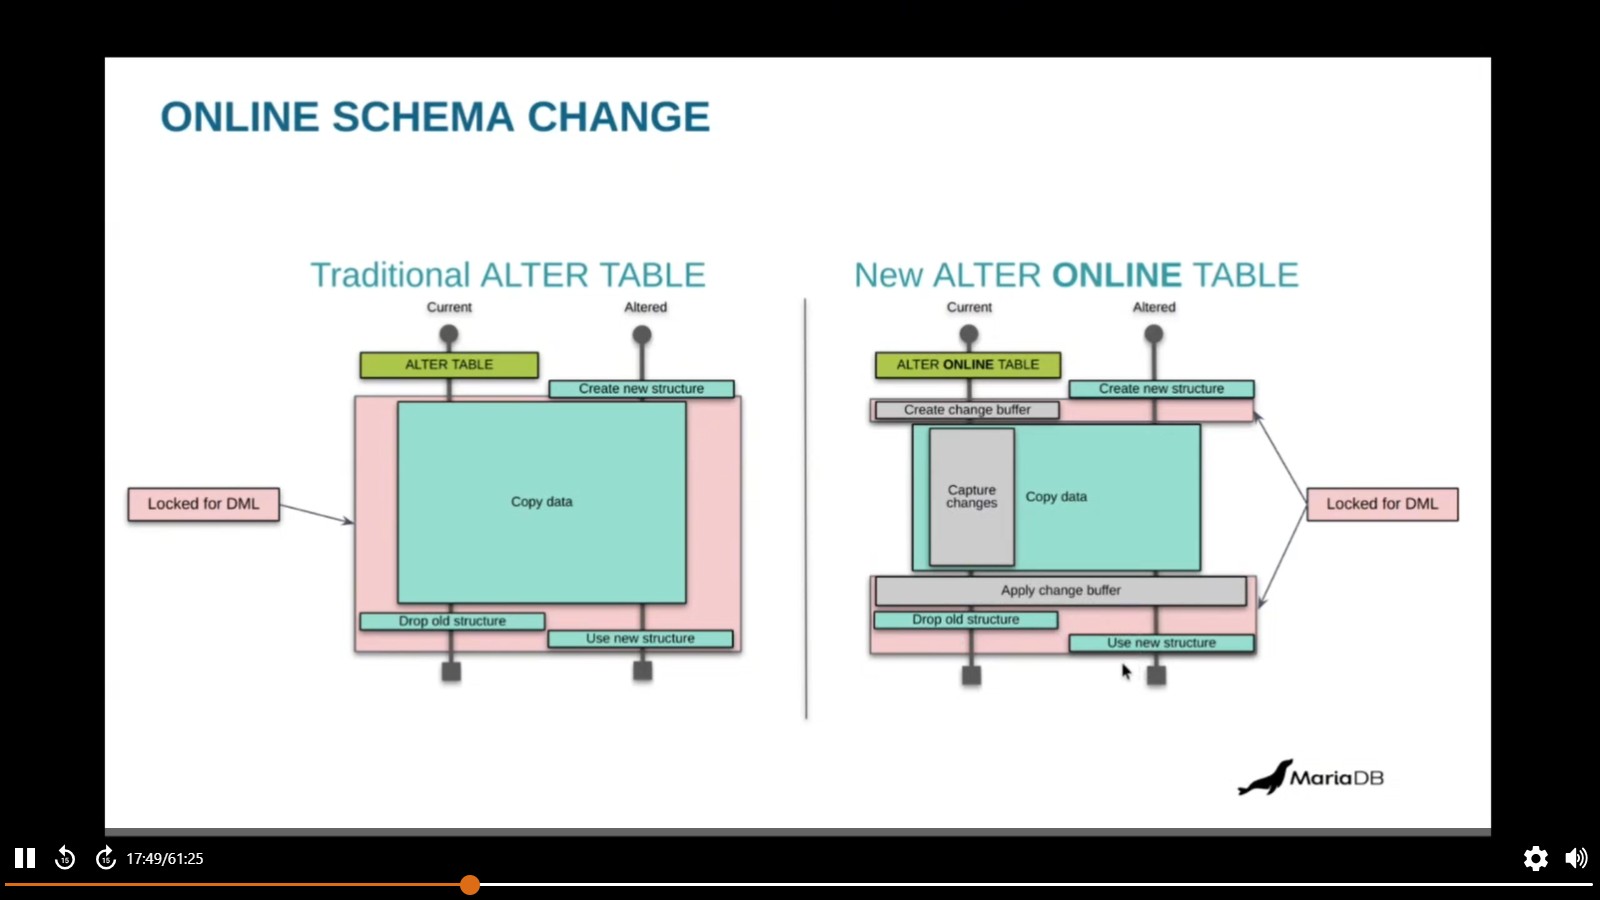 ONLINE SCHEMA CHANGE
Traditional ALTER TABLE
Current
Altered
ALTER TABLE
Create new structure
Copy data
Locked for DML
Drop old structure
Use new structure
New ALTER ONLINE TABLE
Current
Altered
ALTER ONLINE TABLE
Create new structure
Create change buffer
Capture
changes
Copy data
Locked for DML
Apply change buffer
Drop old structure
Use new structure
MariaDB
15
15
17:49/61:25